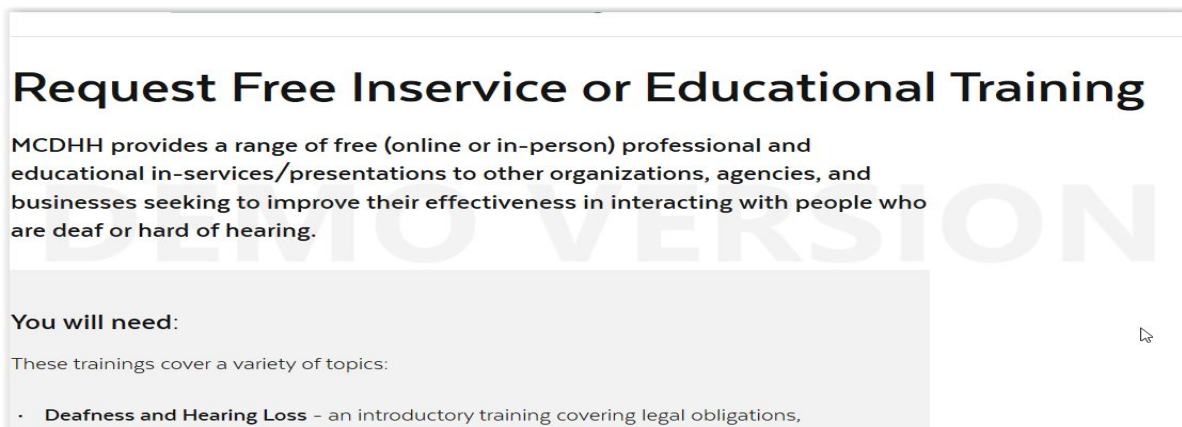 Request Free Inservice or Educational Training
MCDHH provides a range of free (online or in-person) professional and
educational in-services/presentations to other organizations, agencies, and
businesses seeking to improve their effectiveness in interacting with people who
are deaf or hard of hearing.
DEMO VERSION
You will need:
These trainings cover a variety of topics:
· Deafness and Hearing Loss – an introductory training covering legal obligations,